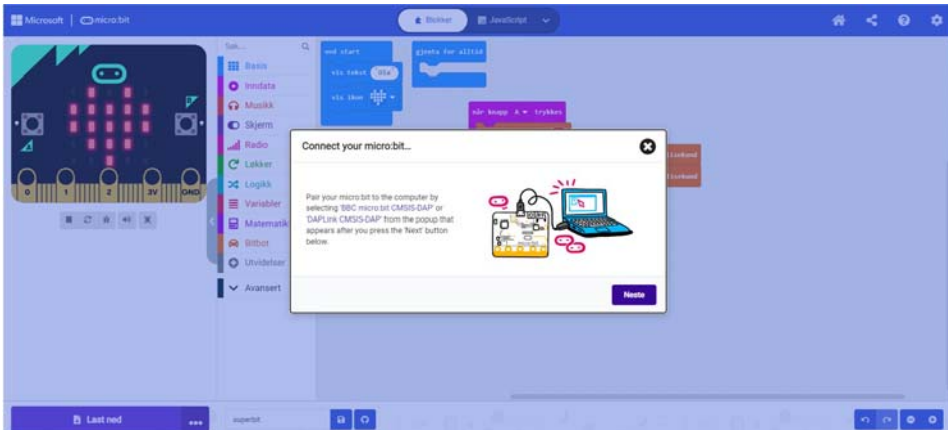 Microsoft
micro:bit
Blokker
JavaScript
Søk...
Basis
Inndata
Musikk
Skjerm
Radio
Løkker
Logikk
Variabler
Matematik
Bitbot
Utvidelser
Avansert
ved start
vis tekst Ola
vis ikon
gjenta for alltid
når knapp A trykkes
B
A
0 1 2 3V GND
Connect your micro:bit...
Pair your micro:bit to the computer by
selecting 'BBC micro:bit CMSIS-DAP' or
'DAPLink CMSIS-DAP' from the popup that
appears after you press the 'Next' button
below.
Neste
Last ned
superbit